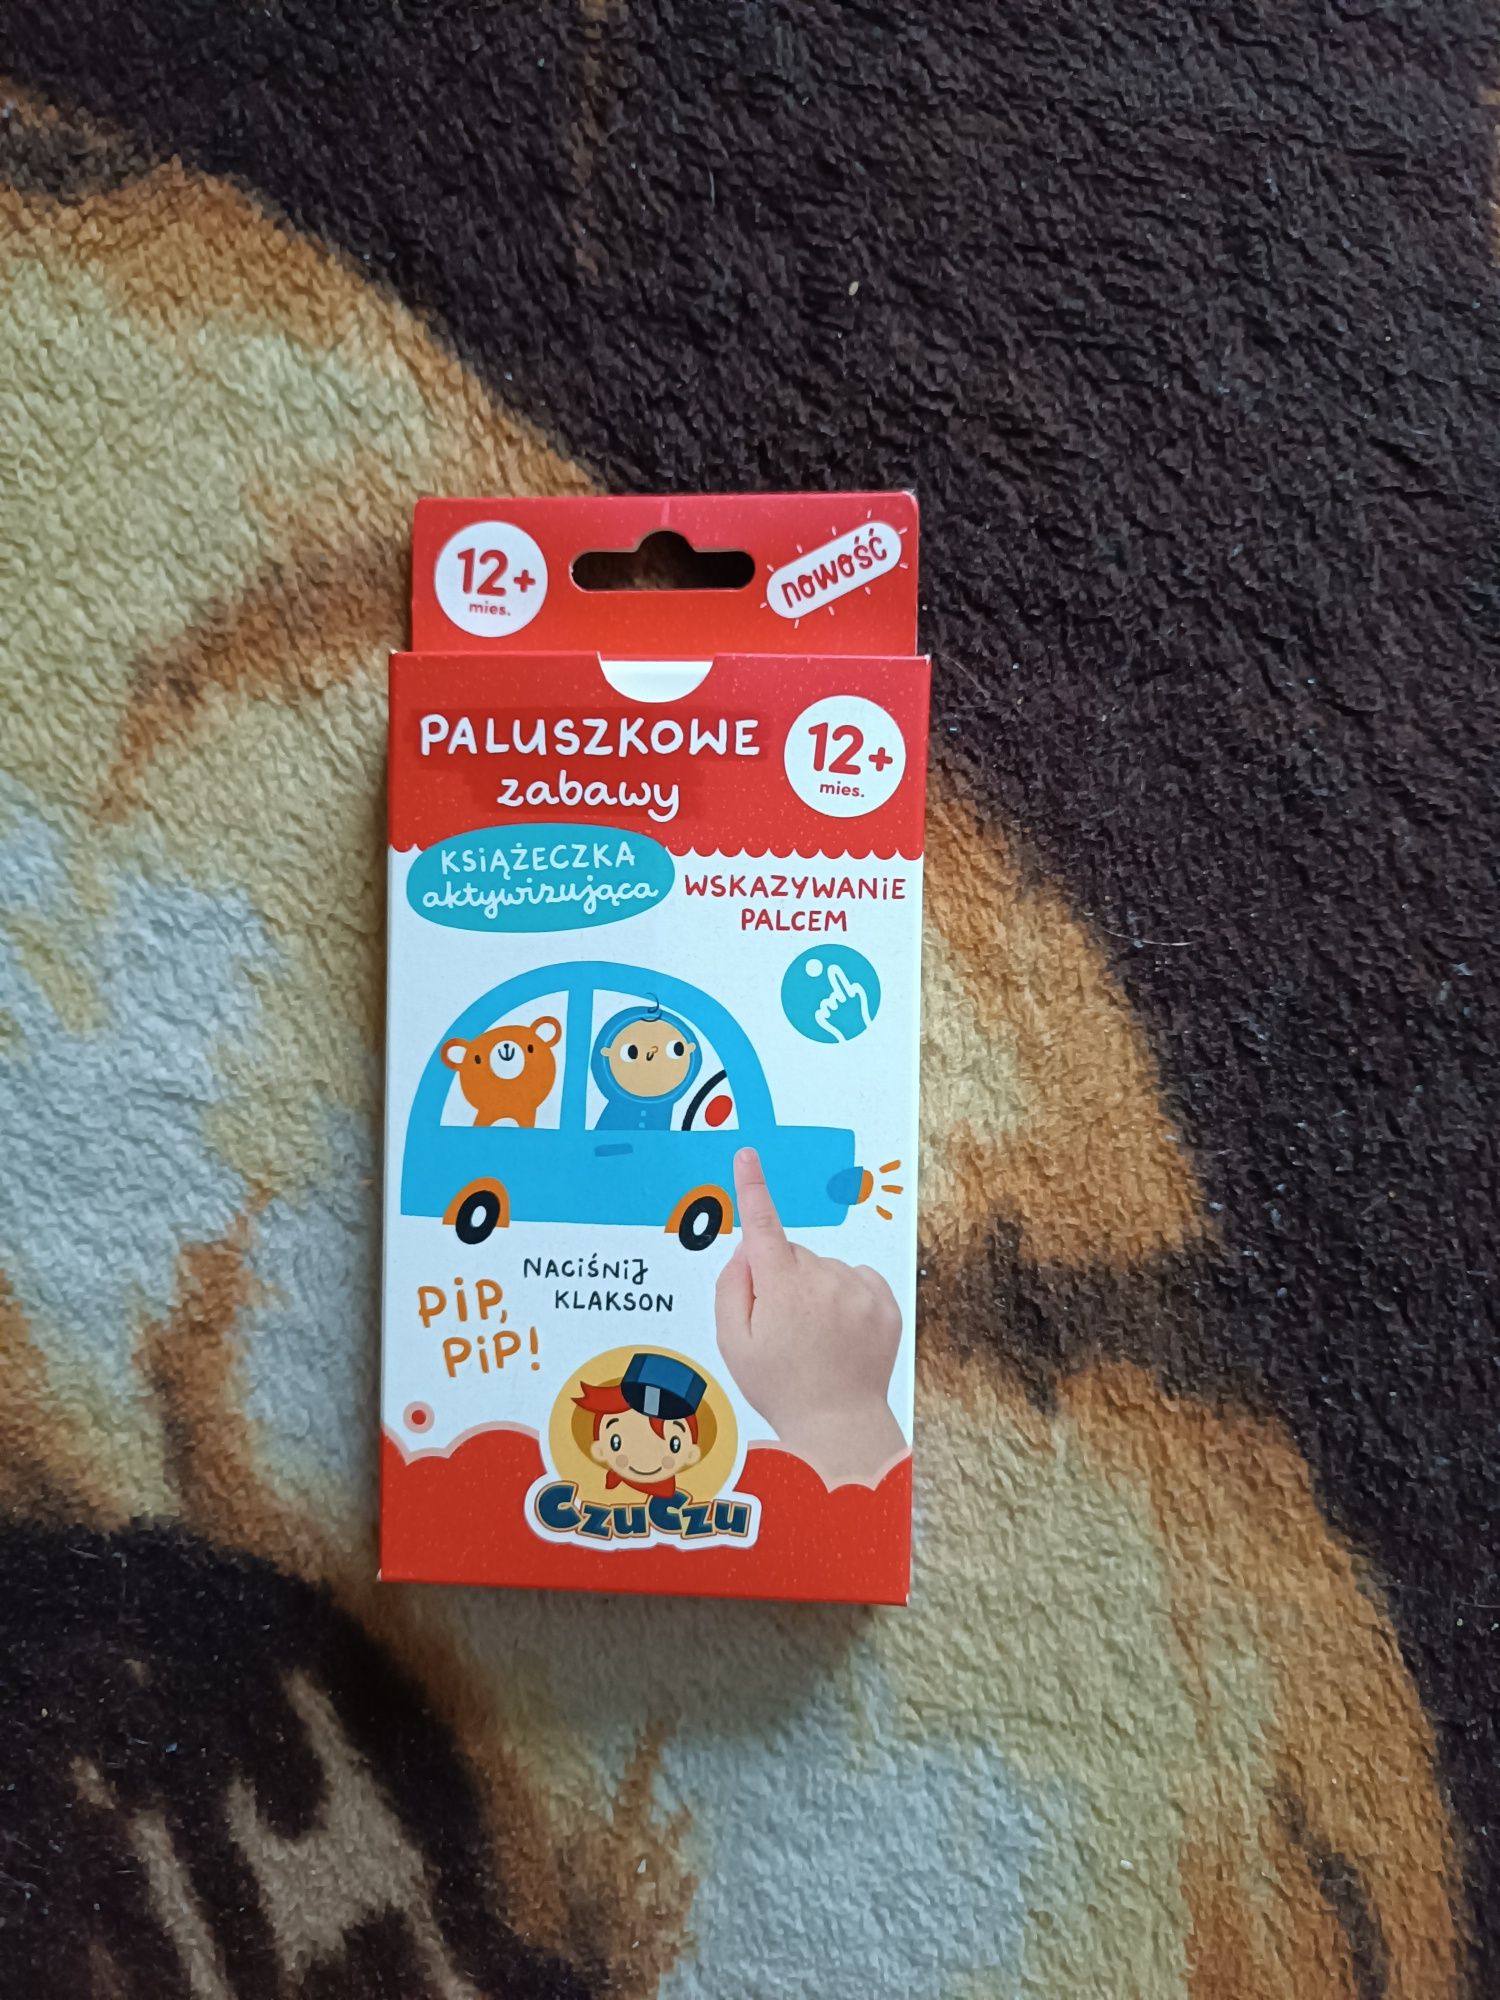 12+
mies.
nowość
PALUSZKOWE
zabawy
12+
mies.
KSiĄŻECZKA
aktywizująca
WSKAZYWANiE
PALCEM
NACiŚNiJ
KLAKSON
PiP,
PiP!
CzuCzu